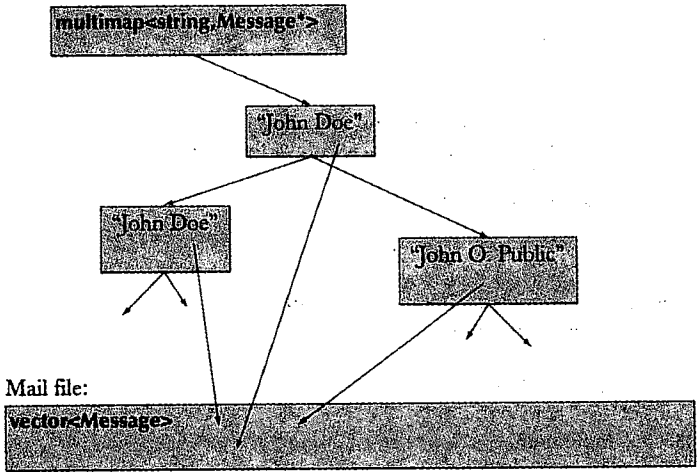 multimap<string,Message*>
“John Doe”
“John Doe”
“John O. Public”
Mail file:
vector<Message>